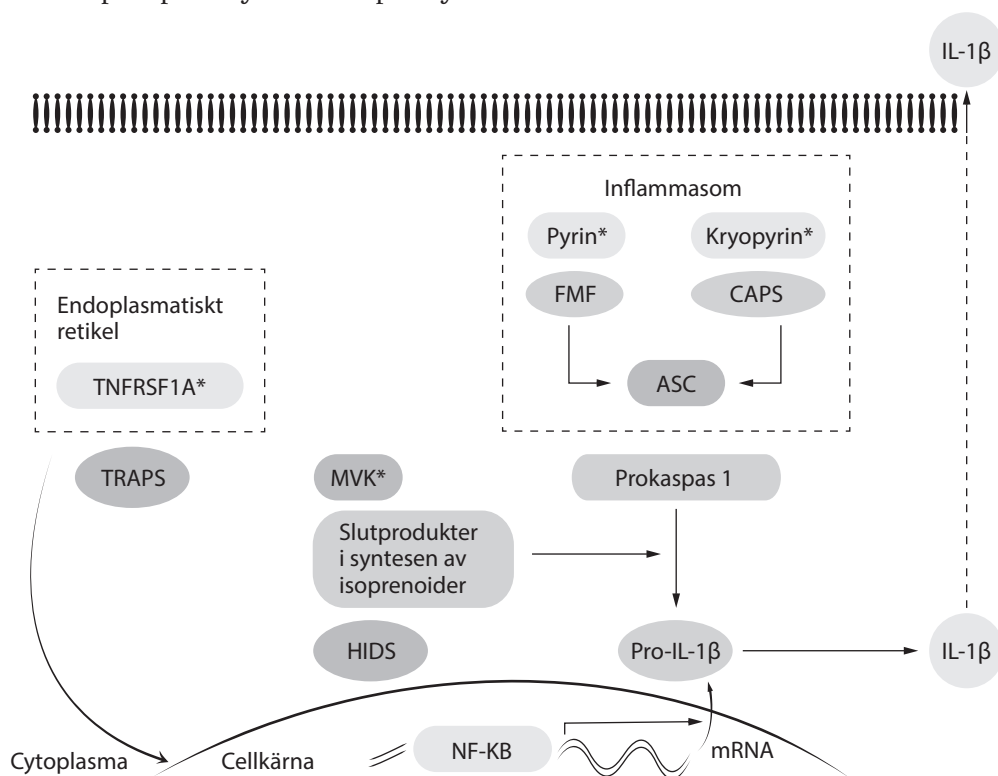 IL-1β
Inflammasom
Pyrin*
Kryopyrin*
FMF
CAPS
ASC
Endoplasmatiskt
retikel
TNFRSF1A*
TRAPS
MVK*
Prokaspas 1
Slutprodukter
i syntesen av
isoprenoider
HIDS
Pro-IL-1β
IL-1β
Cytoplasma
Cellkärna
NF-KB
mRNA